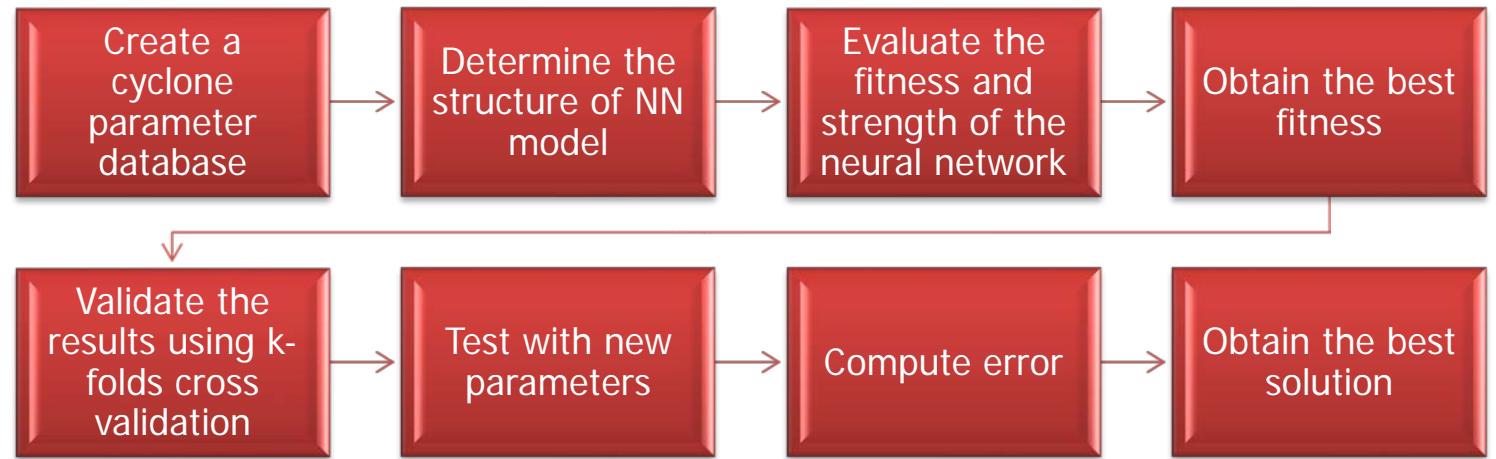 Create a
cyclone
parameter
database
Determine the
structure of NN
model
Evaluate the
fitness and
strength of the
neural network
Obtain the best
fitness
Validate the
results using k-
folds cross
validation
Test with new
parameters
Compute error
Obtain the best
solution